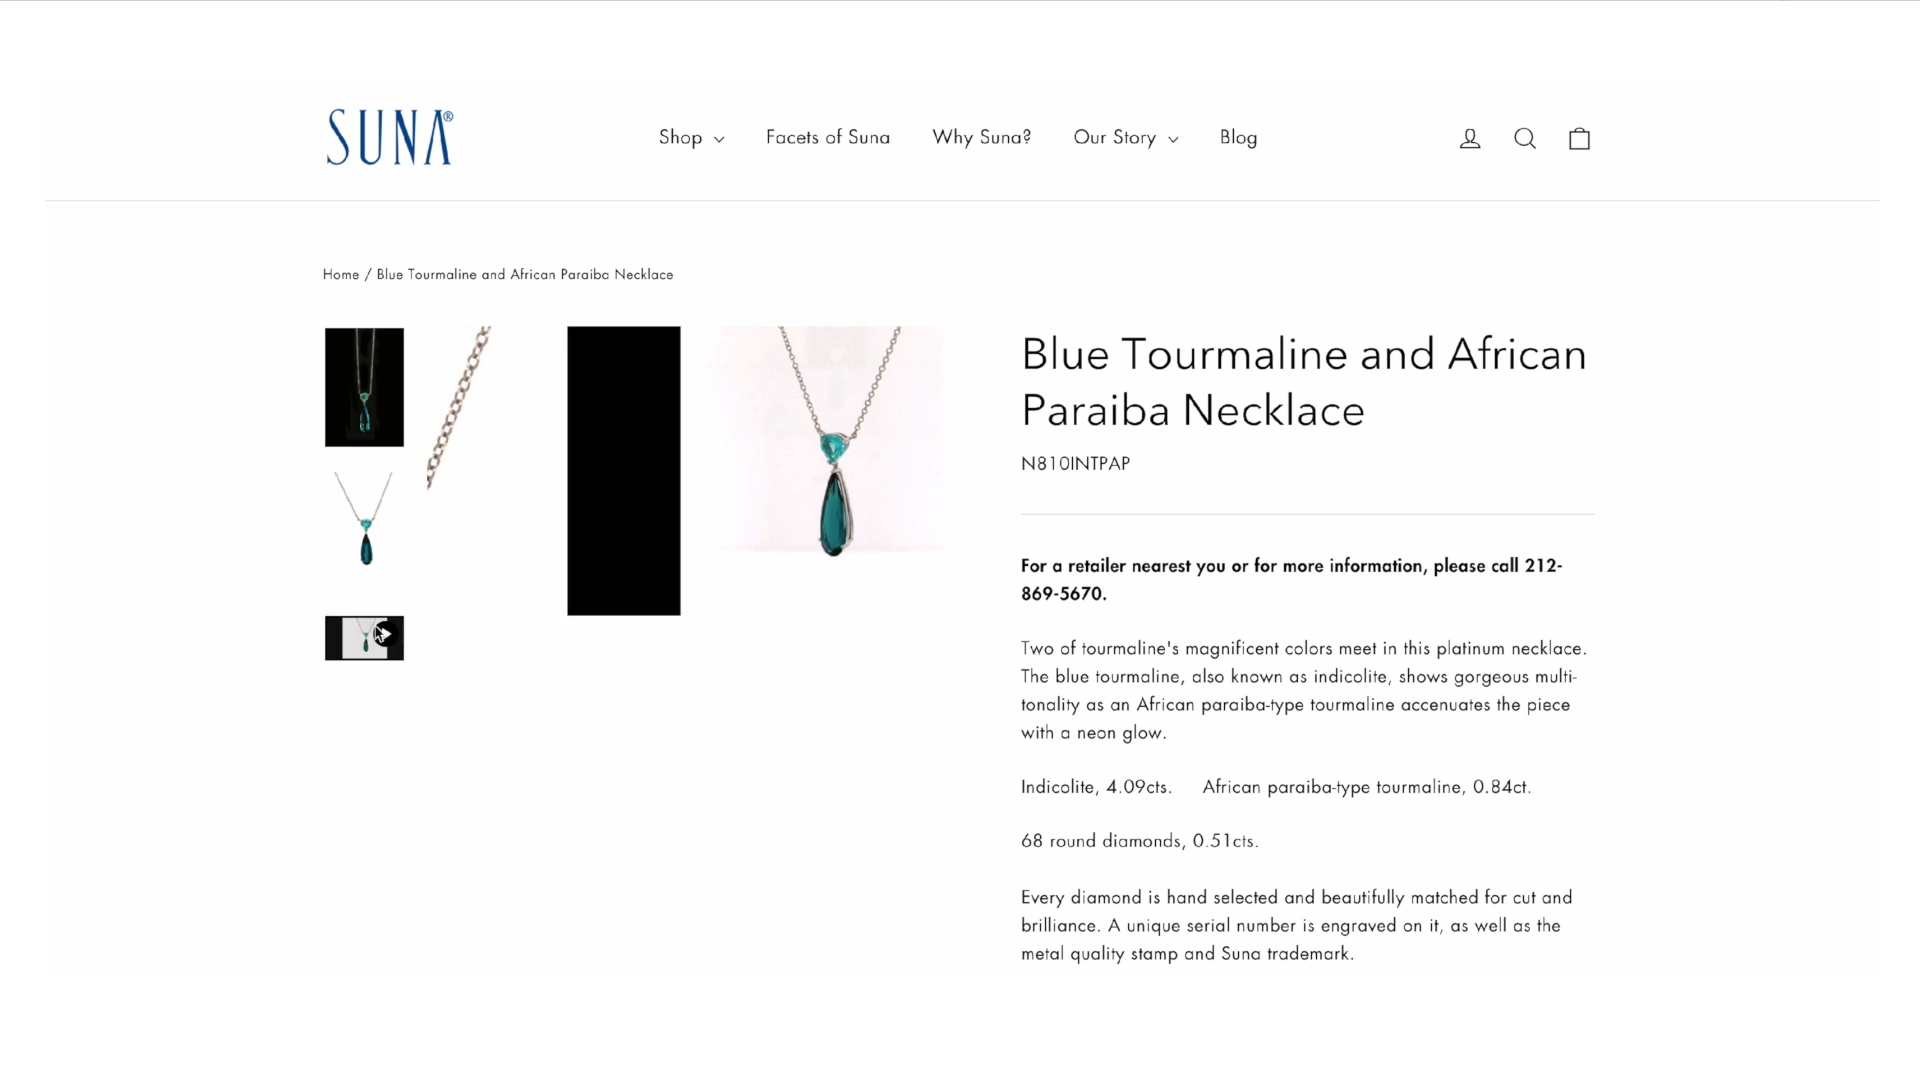 SUNA®
Shop
Facets of Suna
Why Suna?
Our Story
Blog
Home / Blue Tourmaline and African Paraiba Necklace
Blue Tourmaline and African
Paraiba Necklace
N810INTPAP
For a retailer nearest you or for more information, please call 212-
869-5670.
Two of tourmaline's magnificent colors meet in this platinum necklace.
The blue tourmaline, also known as indicolite, shows gorgeous multi-
tonality as an African paraiba-type tourmaline accenuates the piece
with a neon glow.
Indicolite, 4.09cts. African paraiba-type tourmaline, 0.84ct.
68 round diamonds, 0.51cts.
Every diamond is hand selected and beautifully matched for cut and
brilliance. A unique serial number is engraved on it, as well as the
metal quality stamp and Suna trademark.